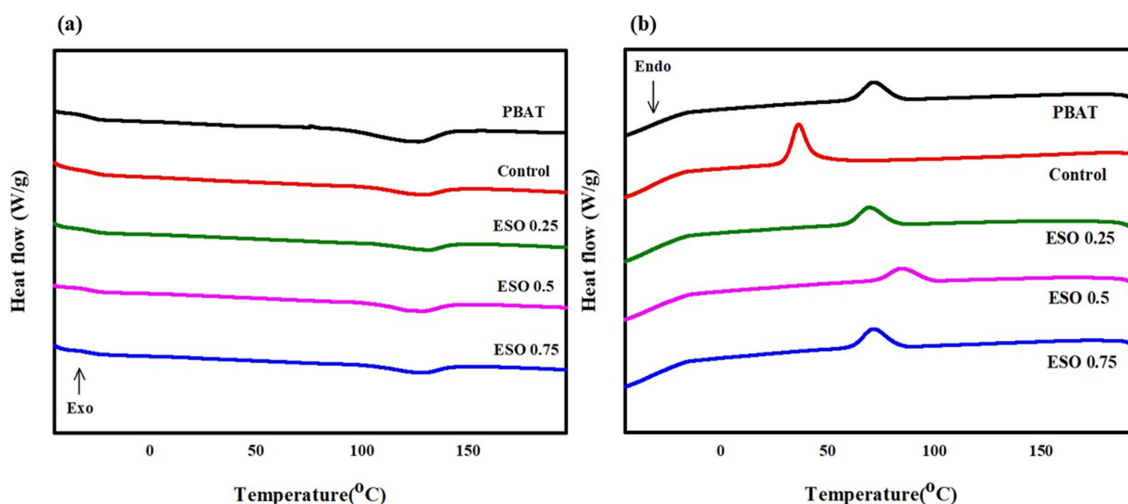 (a)
PBAT
Control
ESO 0.25
ESO 0.5
ESO 0.75
Exo
Heat flow (W/g)
0 50 100 150
Temperature(°C)
(b)
Endo
PBAT
Control
ESO 0.25
ESO 0.5
ESO 0.75
Heat flow (W/g)
0 50 100 150
Temperature(°C)